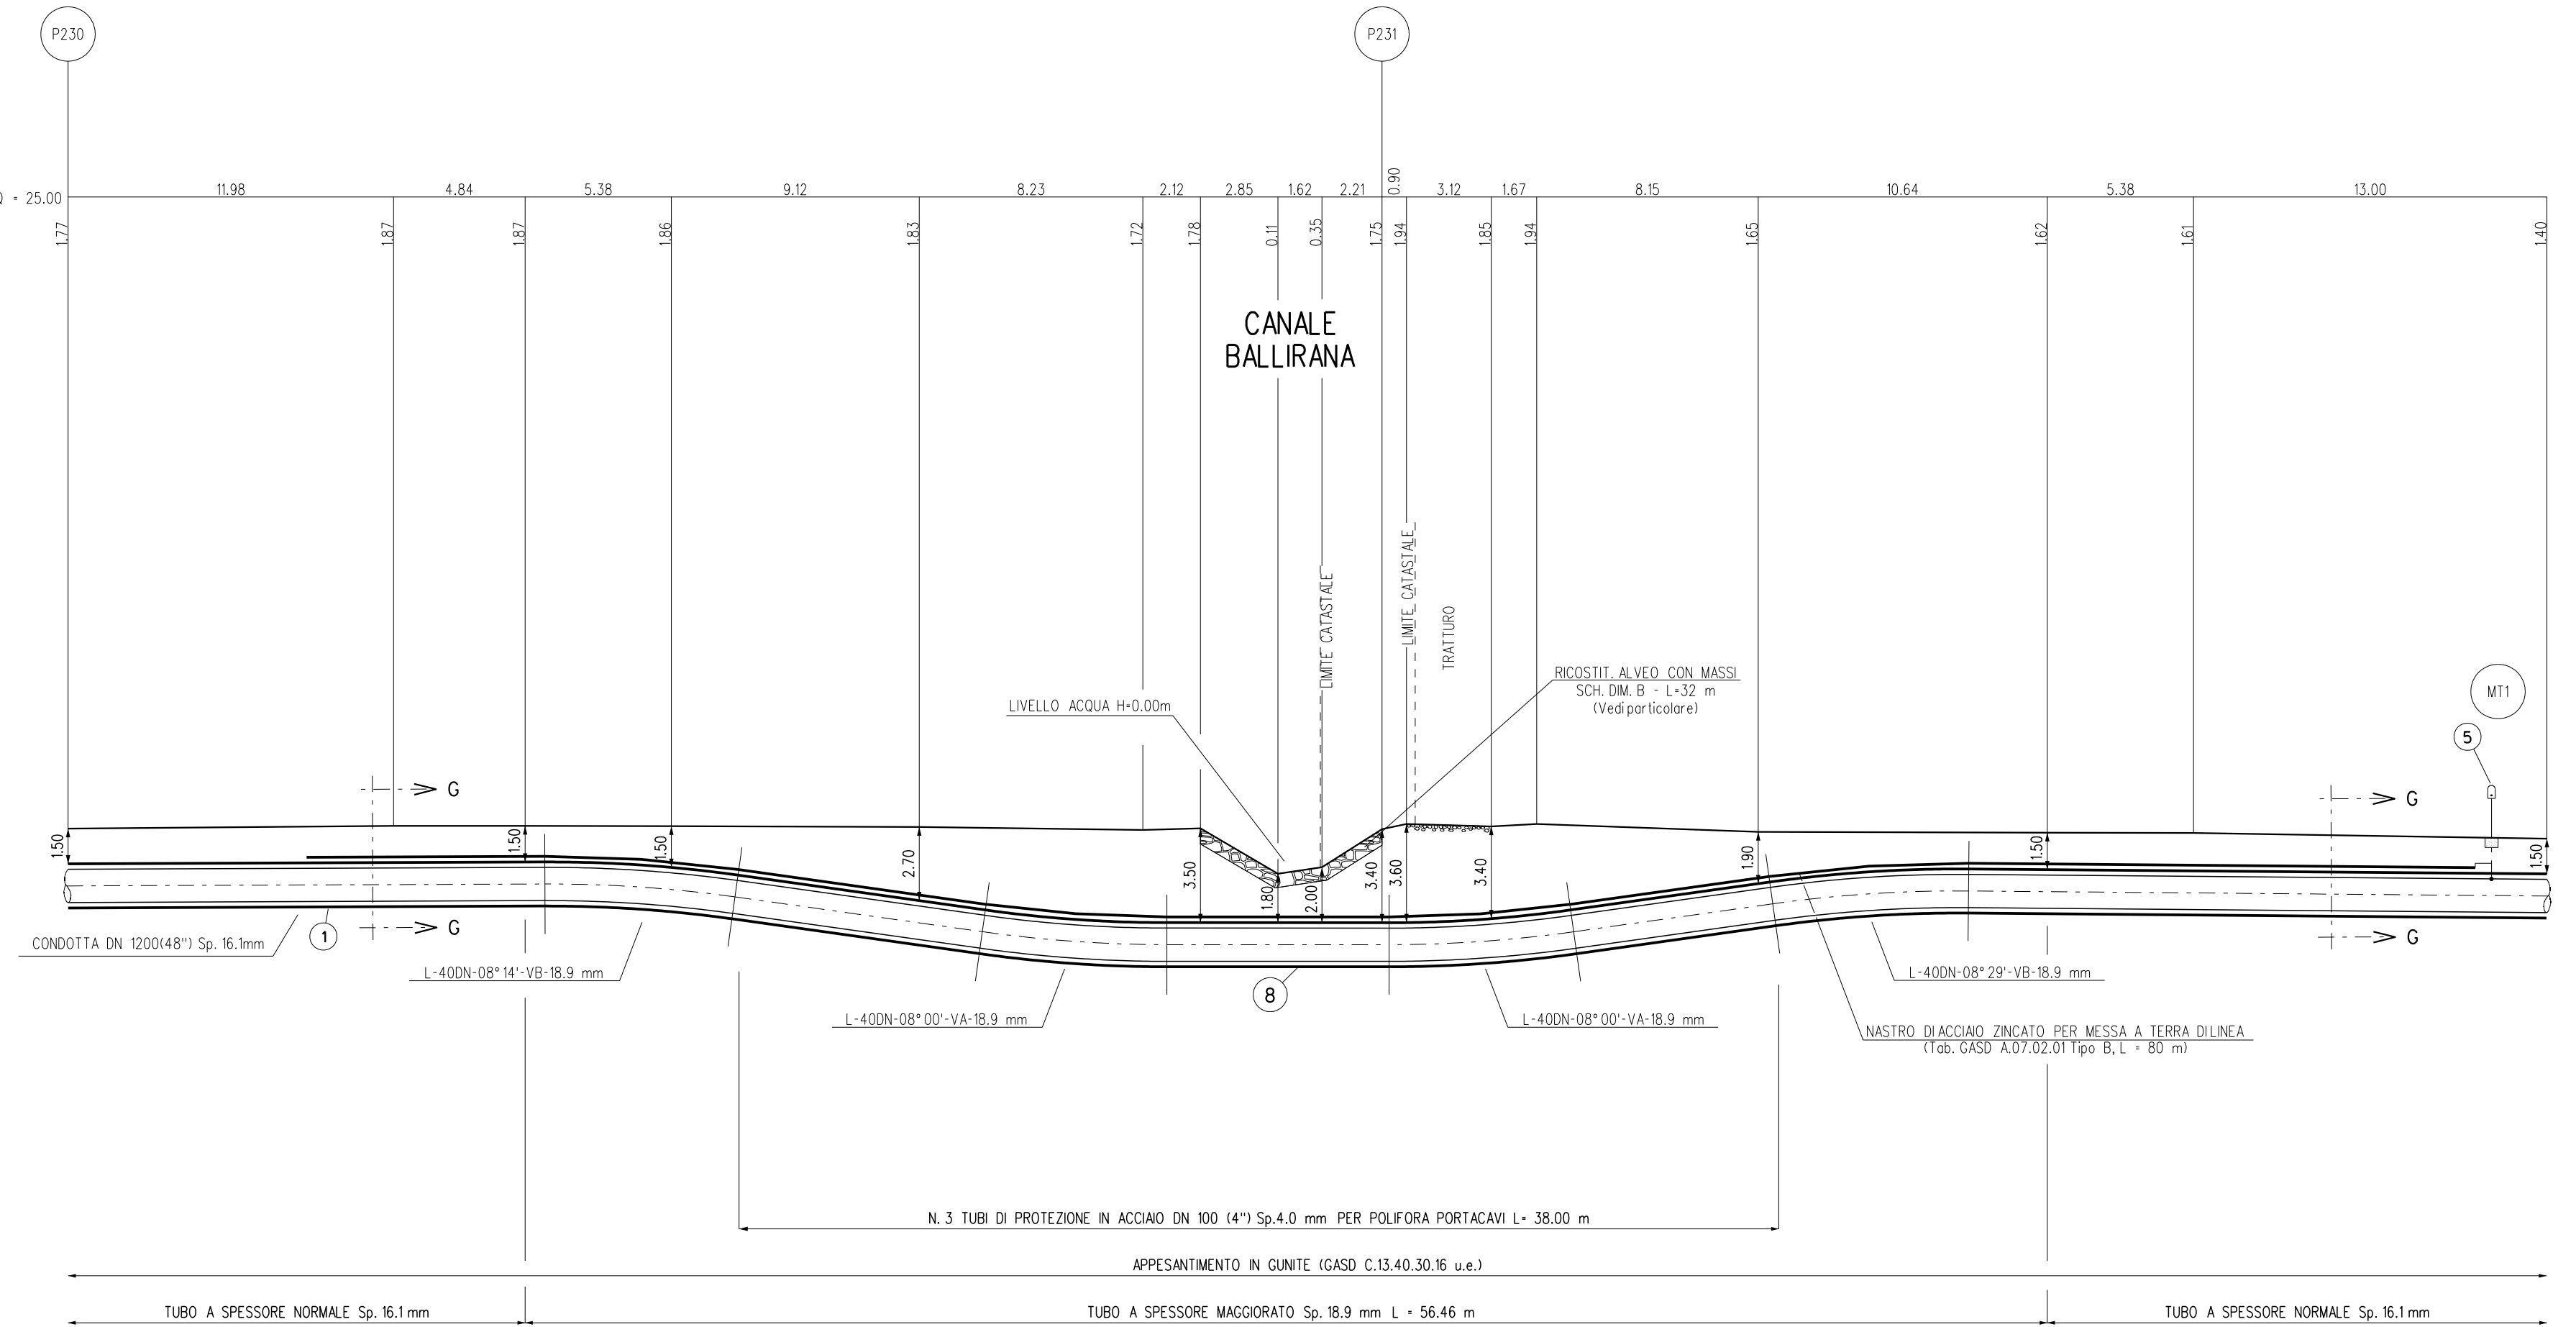 P230
P231
11.98
4.84
5.38
9.12
8.23
2.12
2.85
1.62
2.21
0.90
3.12
1.67
8.15
10.64
5.38
13.00
= 25.00
1.77
1.87
1.87
1.86
1.83
1.72
1.78
0.11
0.35
1.75
1.94
1.85
1.94
1.65
1.62
1.61
1.40
CANALE
BALLIRANA
LIMITE CATASTALE
LIMITE CATASTALE
TRATTURO
RICOSTIT. ALVEO CON MASSI
SCH. DIM. B - L=32 m
(Vedi particolare)
LIVELLO ACQUA H=0.00m
MT1
5
G
G
1.50
1.50
1.50
2.70
3.50
1.80
2.00
3.40
3.60
3.40
1.90
1.50
1.50
G
G
1
CONDOTTA DN 1200(48") Sp. 16.1mm
L-40DN-08°14'-VB-18.9 mm
L-40DN-08°00'-VA-18.9 mm
8
L-40DN-08°00'-VA-18.9 mm
L-40DN-08°29'-VB-18.9 mm
NASTRO DI ACCIAIO ZINCATO PER MESSA A TERRA DI LINEA
(Tab. GASD A.07.02.01 Tipo B, L = 80 m)
N. 3 TUBI DI PROTEZIONE IN ACCIAIO DN 100 (4") Sp.4.0 mm PER POLIFORA PORTACAVI L= 38.00 m
APPESANTIMENTO IN GUNITE (GASD C.13.40.30.16 u.e.)
TUBO A SPESSORE NORMALE Sp. 16.1 mm
TUBO A SPESSORE MAGGIORATO Sp. 18.9 mm L = 56.46 m
TUBO A SPESSORE NORMALE Sp. 16.1 mm